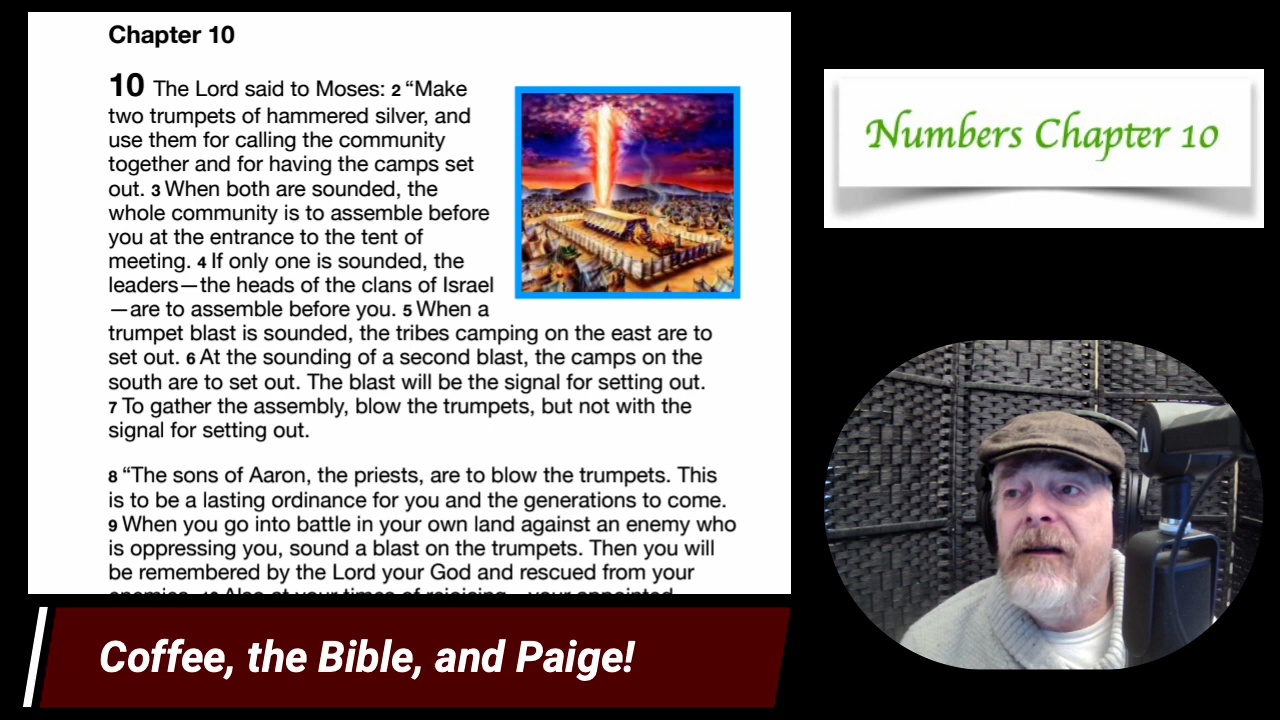 Chapter 10
10 The Lord said to Moses: 2 “Make
two trumpets of hammered silver, and
use them for calling the community
together and for having the camps set
out. 3 When both are sounded, the
whole community is to assemble before
you at the entrance to the tent of
meeting. 4 If only one is sounded, the
leaders—the heads of the clans of Israel
—are to assemble before you. 5 When a
trumpet blast is sounded, the tribes camping on the east are to
set out. 6 At the sounding of a second blast, the camps on the
south are to set out. The blast will be the signal for setting out.
7 To gather the assembly, blow the trumpets, but not with the
signal for setting out.
8 “The sons of Aaron, the priests, are to blow the trumpets. This
is to be a lasting ordinance for you and the generations to come.
9 When you go into battle in your own land against an enemy who
is oppressing you, sound a blast on the trumpets. Then you will
be remembered by the Lord your God and rescued from your
enemies. 10 Also at your times of rejoicing—your appointed
Numbers Chapter 10
Coffee, the Bible, and Paige!